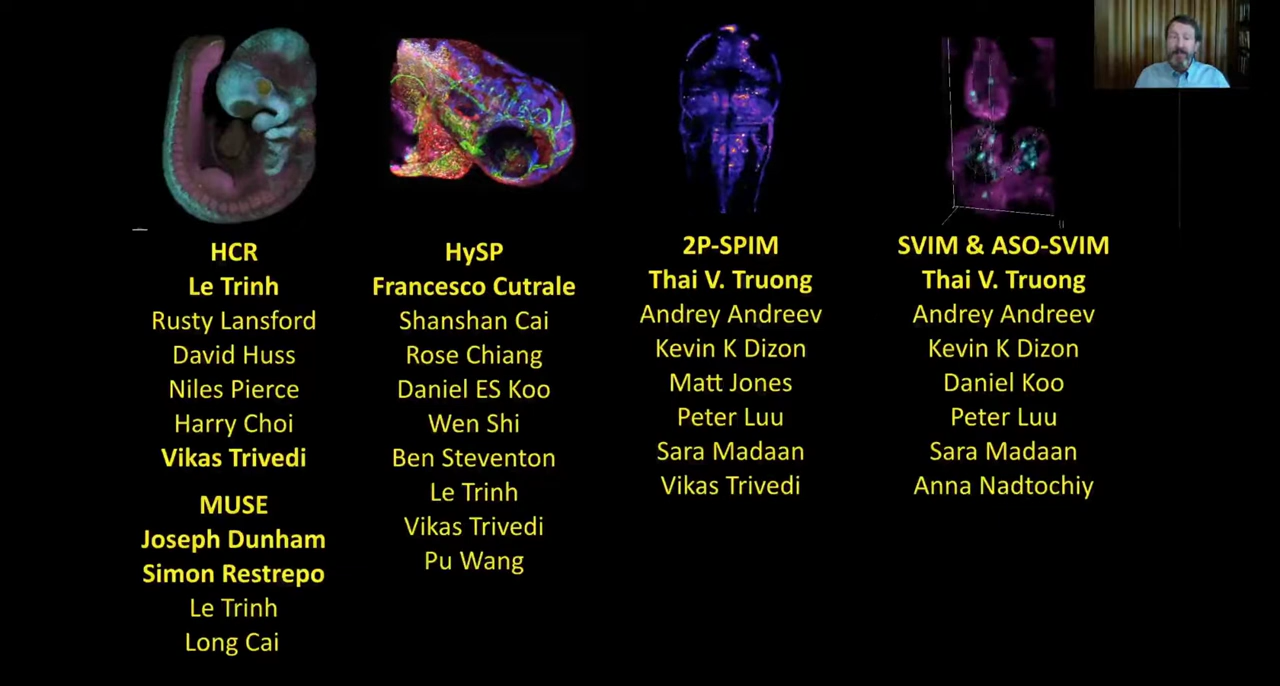 HCR
Le Trinh
Rusty Lansford
David Huss
Niles Pierce
Harry Choi
Vikas Trivedi
MUSE
Joseph Dunham
Simon Restrepo
Le Trinh
Long Cai
HySP
Francesco Cutrale
Shanshan Cai
Rose Chiang
Daniel ES Koo
Wen Shi
Ben Steventon
Le Trinh
Vikas Trivedi
Pu Wang
2P-SPIM
Thai V. Truong
Andrey Andreev
Kevin K Dizon
Matt Jones
Peter Luu
Sara Madaan
Vikas Trivedi
SVIM & ASO-SVIM
Thai V. Truong
Andrey Andreev
Kevin K Dizon
Daniel Koo
Peter Luu
Sara Madaan
Anna Nadtochiy